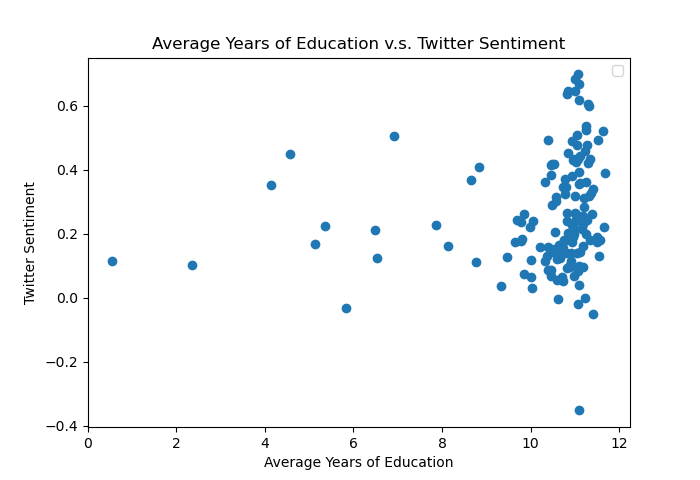 Average Years of Education v.s. Twitter Sentiment
0.6
0.4
0.2
0.0
−0.2
−0.4
Twitter Sentiment
0 2 4 6 8 10 12
Average Years of Education